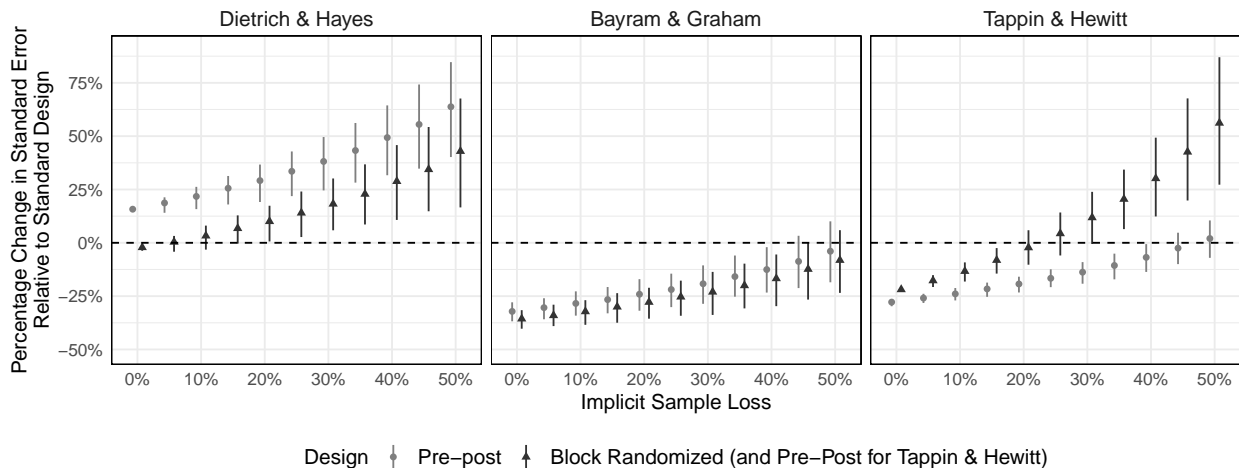 Dietrich & Hayes
Bayram & Graham
Tappin & Hewitt
Percentage Change in Standard Error
Relative to Standard Design
75%
50%
25%
0%
−25%
−50%
0% 10% 20% 30% 40% 50%
0% 10% 20% 30% 40% 50%
0% 10% 20% 30% 40% 50%
Implicit Sample Loss
Design Pre−post Block Randomized (and Pre−Post for Tappin & Hewitt)